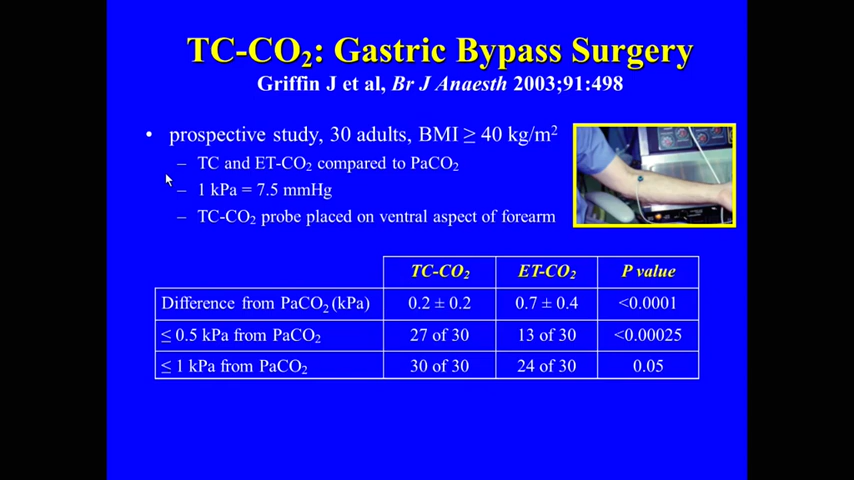 TC-CO₂: Gastric Bypass Surgery
Griffin J et al, Br J Anaesth 2003;91:498
• prospective study, 30 adults, BMI ≥ 40 kg/m²
– TC and ET-CO₂ compared to PaCO₂
– 1 kPa = 7.5 mmHg
– TC-CO₂ probe placed on ventral aspect of forearm
TC-CO₂ ET-CO₂ P value
Difference from PaCO₂ (kPa) 0.2 ± 0.2 0.7 ± 0.4 <0.0001
≤ 0.5 kPa from PaCO₂ 27 of 30 13 of 30 <0.00025
≤ 1 kPa from PaCO₂ 30 of 30 24 of 30 0.05